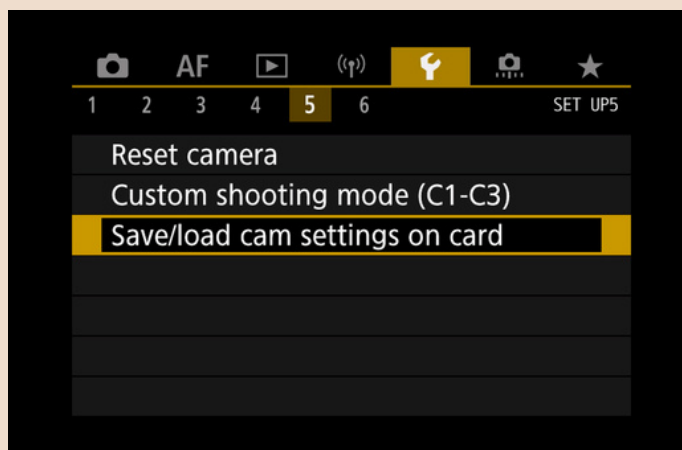 AF
1 2 3 4 5 6 SET UP5
Reset camera
Custom shooting mode (C1-C3)
Save/load cam settings on card